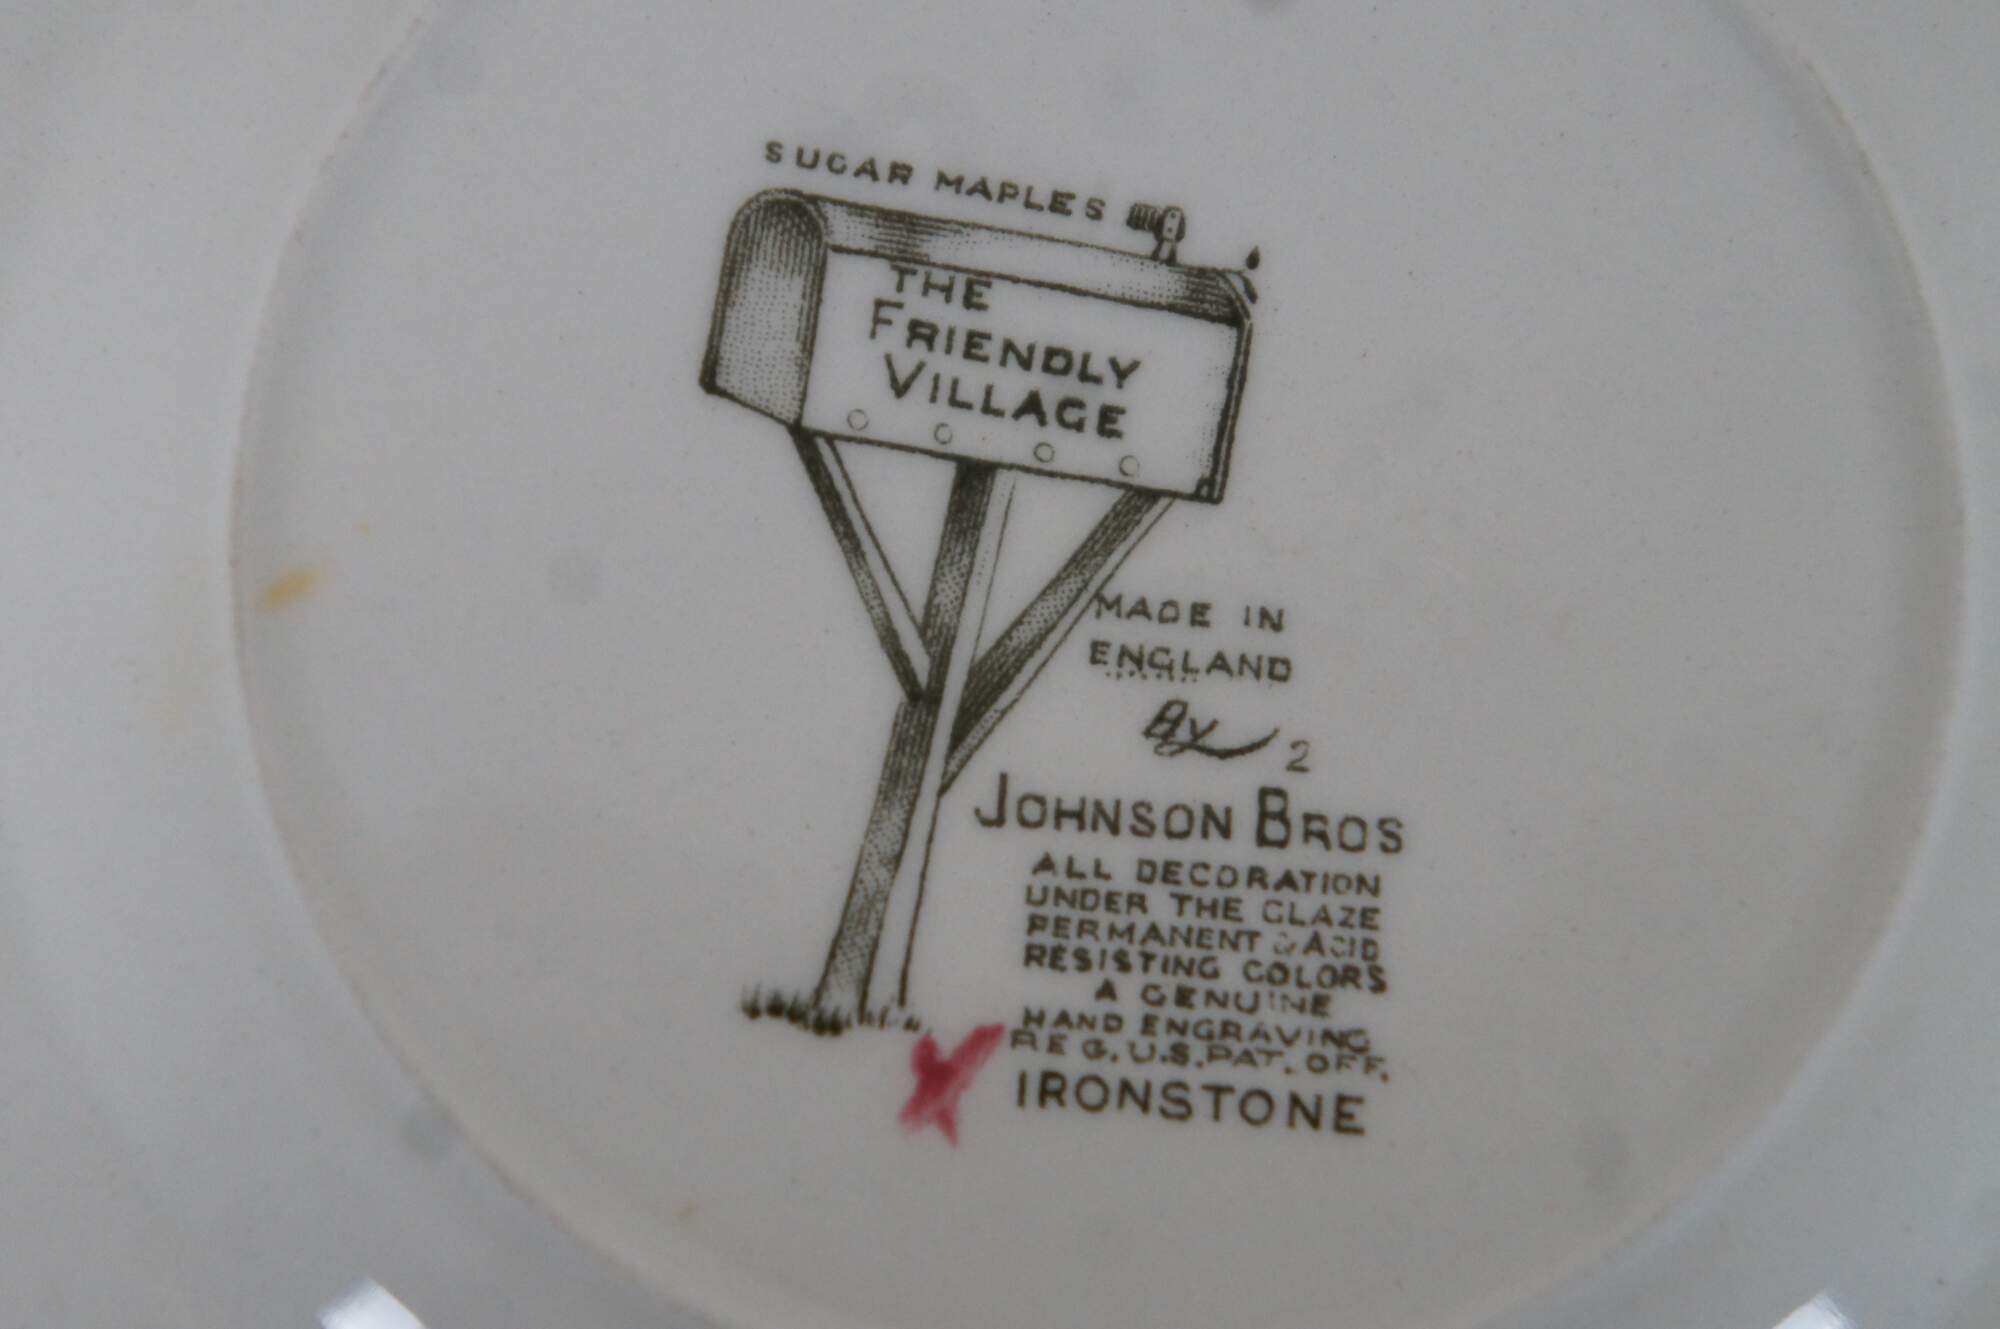 SUGAR MAPLES
THE
FRIENDLY
VILLAGE
MADE IN
ENGLAND
By 2
JOHNSON BROS
ALL DECORATION
UNDER THE GLAZE
PERMANENT & ACID
RESISTING COLORS
A GENUINE
HAND ENGRAVING
REG. U.S. PAT. OFF.
IRONSTONE